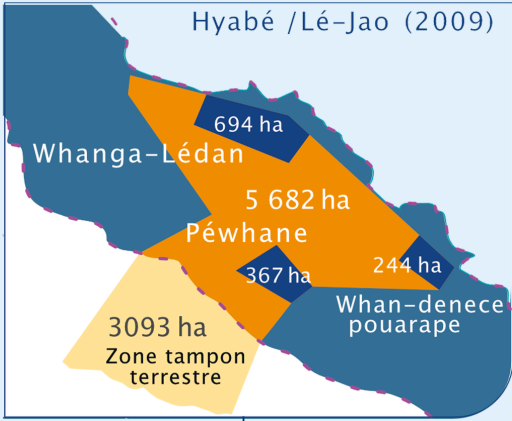 Hyabé /Lé-Jao (2009)
694 ha
Whanga-Lédan
5 682 ha
Péwhane
244 ha
367 ha
Whan-denece
pouarape
3093 ha
Zone tampon
terrestre